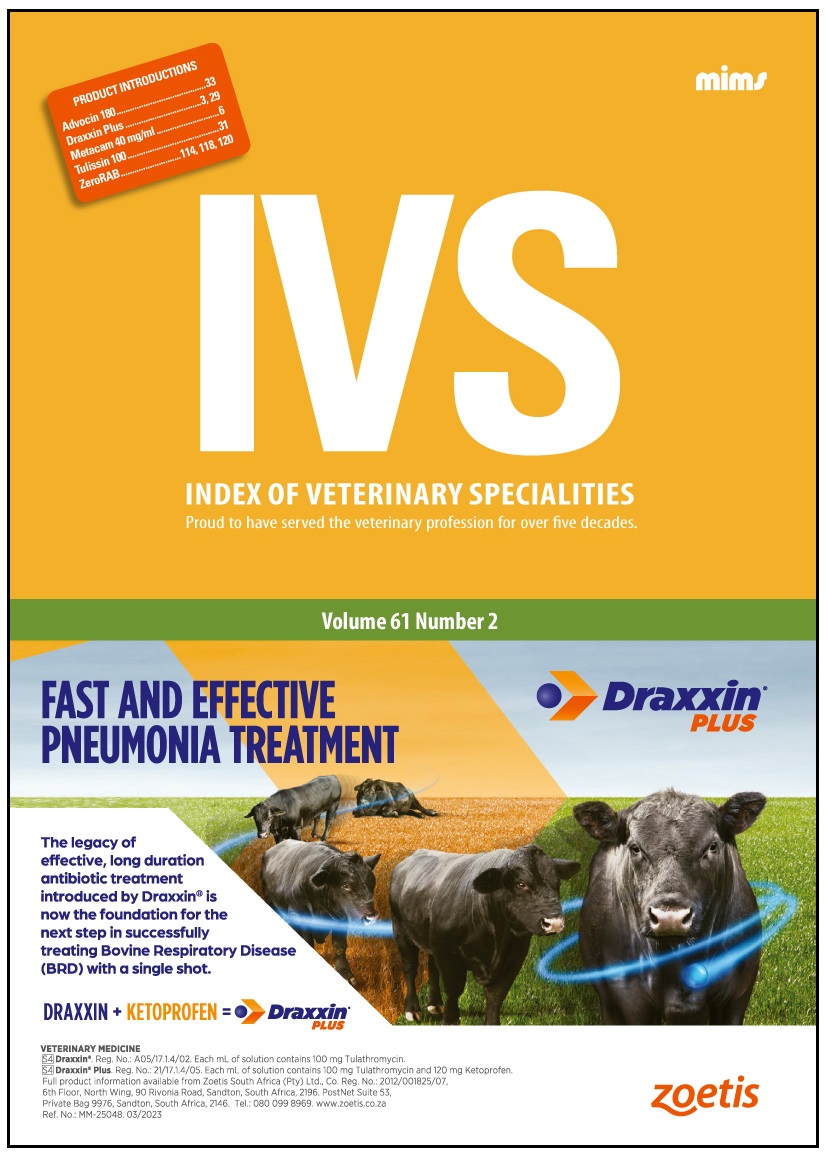 mims
PRODUCT INTRODUCTIONS
Advocin 180..........................33
Draxxin Plus......................3, 29
Metacam 40 mg/ml...................6
Tulissin 100..........................31
ZeroRAB.................114, 118, 120
IVS
INDEX OF VETERINARY SPECIALITIES
Proud to have served the veterinary profession for over five decades.
Volume 61 Number 2
FAST AND EFFECTIVE
PNEUMONIA TREATMENT
Draxxin®
PLUS
The legacy of
effective, long duration
antibiotic treatment
introduced by Draxxin® is
now the foundation for the
next step in successfully
treating Bovine Respiratory Disease
(BRD) with a single shot.
DRAXXIN + KETOPROFEN = Draxxin®
PLUS
VETERINARY MEDICINE
S4 Draxxin®. Reg. No.: A05/17.1.4/02. Each mL of solution contains 100 mg Tulathromycin.
S4 Draxxin® Plus. Reg. No.: 21/17.1.4/05. Each mL of solution contains 100 mg Tulathromycin and 120 mg Ketoprofen.
Full product information available from Zoetis South Africa (Pty) Ltd., Co. Reg. No.: 2012/001825/07,
6th Floor, North Wing, 90 Rivonia Road, Sandton, South Africa, 2196. PostNet Suite 53,
Private Bag 9976, Sandton, South Africa, 2146. Tel.: 080 099 8969. www.zoetis.co.za
Ref. No.: MM-25048. 03/2023
zoetis